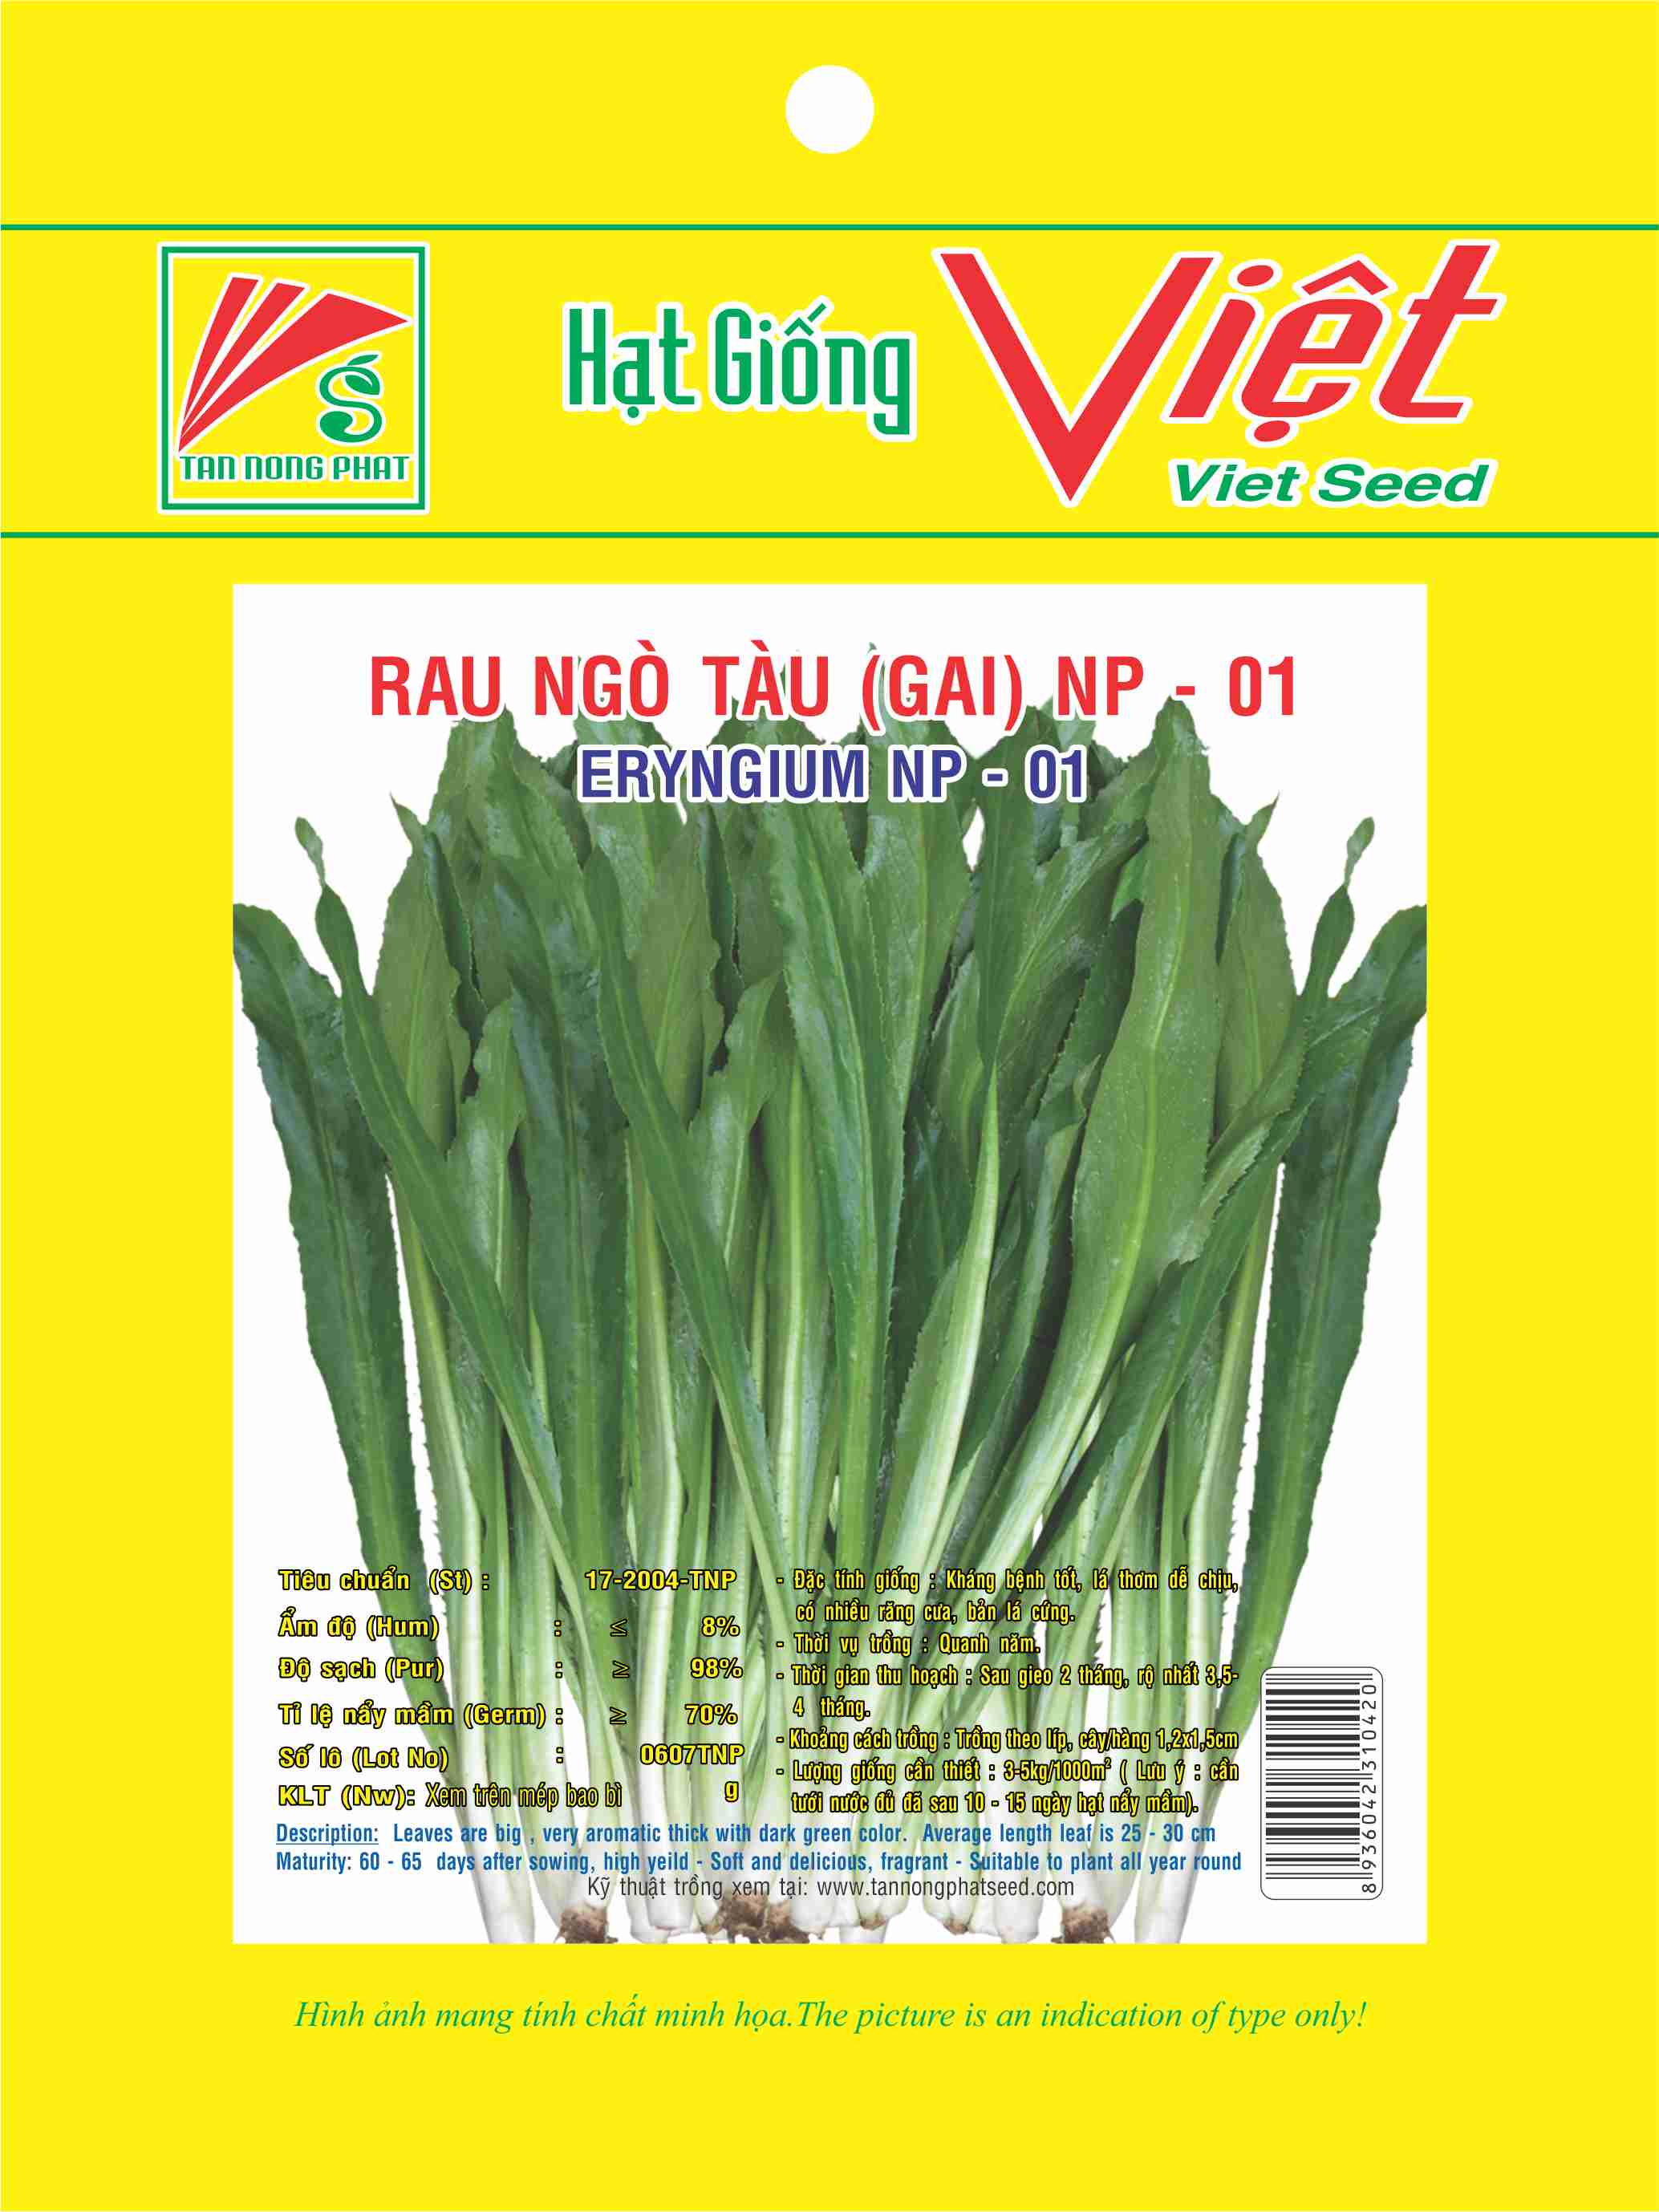 TAN NONG PHAT
Hạt Giống Việt
Viet Seed
RAU NGÒ TÀU (GAI) NP - 01
ERYNGIUM NP - 01
Tiêu chuẩn (St) : 17-2004-TNP
Ẩm độ (Hum) : ≤ 8%
Độ sạch (Pur) : ≥ 98%
Tỉ lệ nẩy mầm (Germ) : ≥ 70%
Số lô (Lot No) : 0607TNP
KLT (Nw): Xem trên mép bao bì g
- Đặc tính giống : Kháng bệnh tốt, lá thơm dễ chịu,
có nhiều răng cưa, bản lá cứng.
- Thời vụ trồng : Quanh năm.
- Thời gian thu hoạch : Sau gieo 2 tháng, rộ nhất 3,5-
4 tháng.
- Khoảng cách trồng : Trồng theo líp, cây/hàng 1,2x1,5cm
- Lượng giống cần thiết : 3-5kg/1000m² ( Lưu ý : cần
tưới nước đủ đã sau 10 - 15 ngày hạt nẩy mầm).
Description: Leaves are big , very aromatic thick with dark green color. Average length leaf is 25 - 30 cm
Maturity: 60 - 65 days after sowing, high yeild - Soft and delicious, fragrant - Suitable to plant all year round
Kỹ thuật trồng xem tại: www.tannongphatseed.com
8 936042 310420
Hình ảnh mang tính chất minh họa.The picture is an indication of type only!